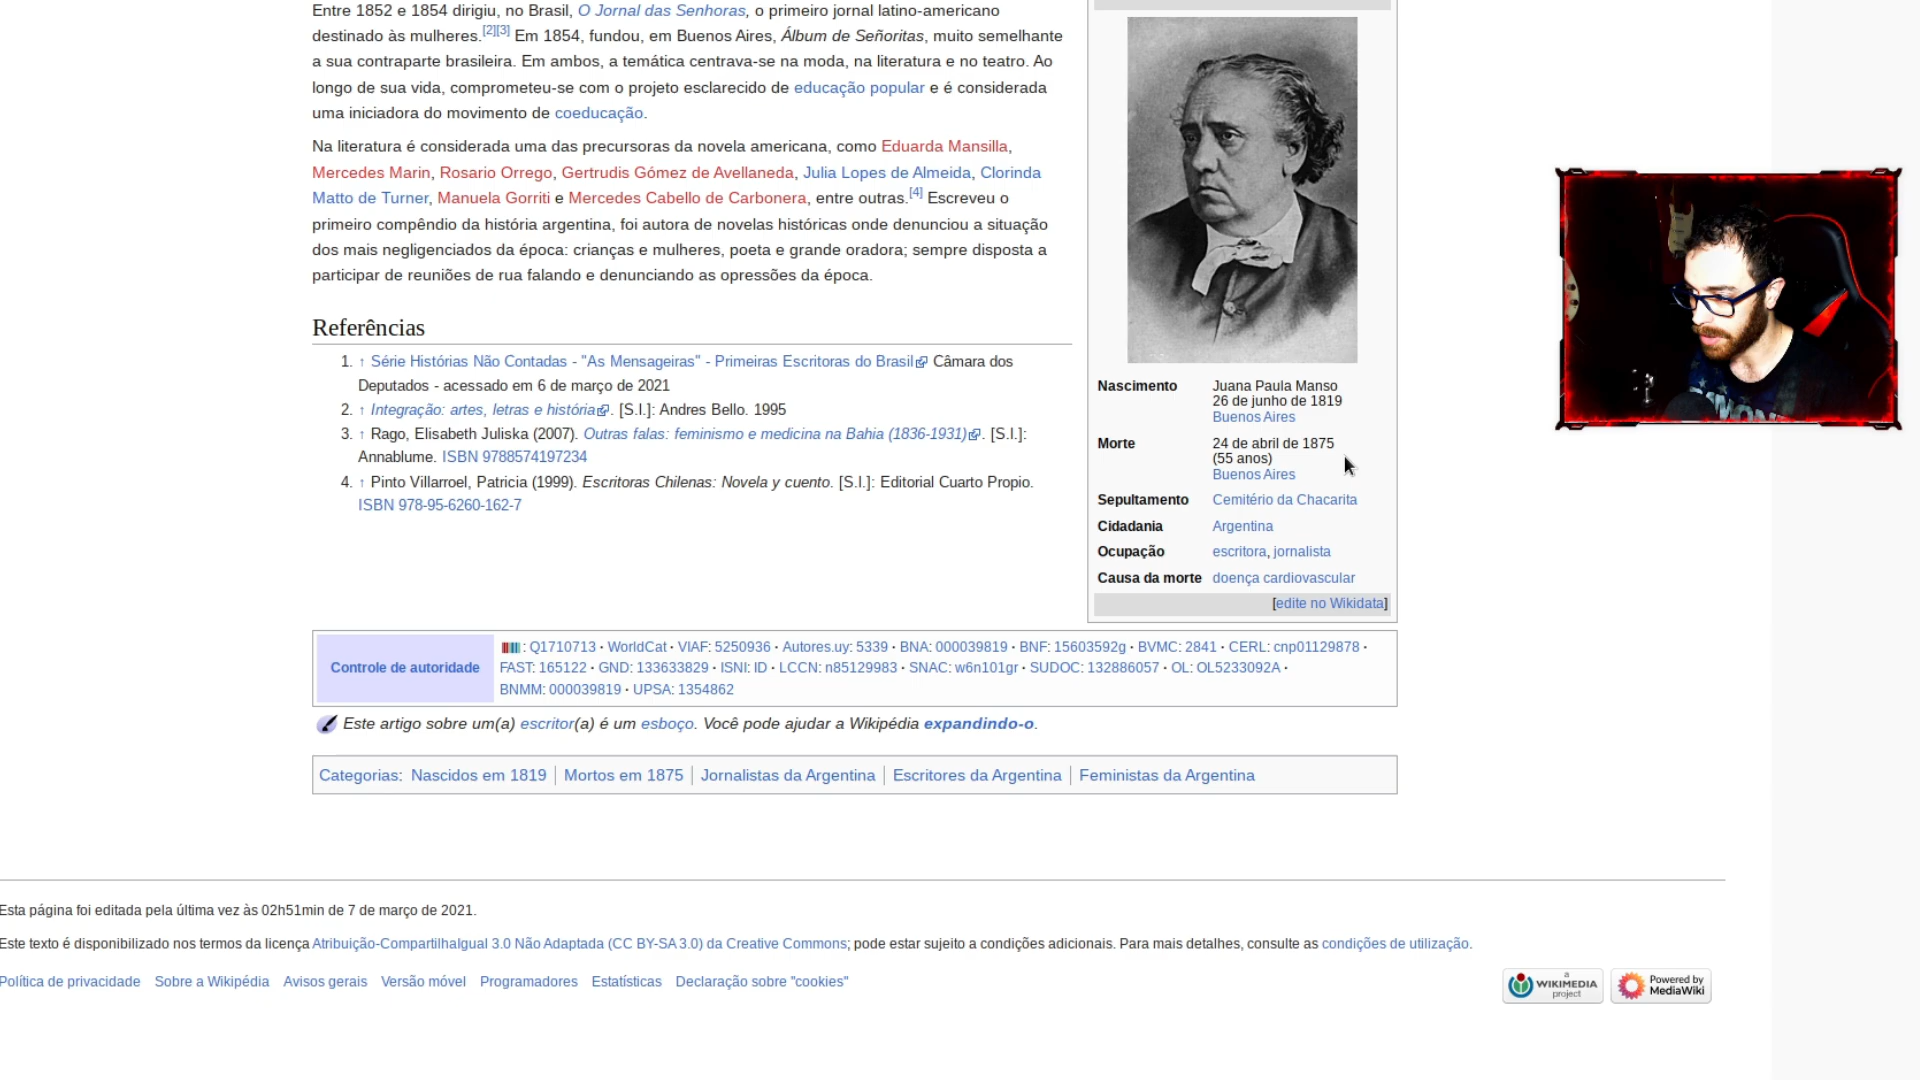 Entre 1852 e 1854 dirigiu, no Brasil, O Jornal das Senhoras, o primeiro jornal latino-americano
destinado às mulheres.[2][3] Em 1854, fundou, em Buenos Aires, Álbum de Señoritas, muito semelhante
a sua contraparte brasileira. Em ambos, a temática centrava-se na moda, na literatura e no teatro. Ao
longo de sua vida, comprometeu-se com o projeto esclarecido de educação popular e é considerada
uma iniciadora do movimento de coeducação.
Na literatura é considerada uma das precursoras da novela americana, como Eduarda Mansilla,
Mercedes Marin, Rosario Orrego, Gertrudis Gómez de Avellaneda, Julia Lopes de Almeida, Clorinda
Matto de Turner, Manuela Gorriti e Mercedes Cabello de Carbonera, entre outras.[4] Escreveu o
primeiro compêndio da história argentina, foi autora de novelas históricas onde denunciou a situação
dos mais negligenciados da época: crianças e mulheres, poeta e grande oradora; sempre disposta a
participar de reuniões de rua falando e denunciando as opressões da época.
Referências
1. ↑ Série Histórias Não Contadas - "As Mensageiras" - Primeiras Escritoras do Brasil Câmara dos
Deputados - acessado em 6 de março de 2021
2. ↑ Integração: artes, letras e história. [S.l.]: Andres Bello. 1995
3. ↑ Rago, Elisabeth Juliska (2007). Outras falas: feminismo e medicina na Bahia (1836-1931). [S.l.]:
Annablume. ISBN 9788574197234
4. ↑ Pinto Villarroel, Patricia (1999). Escritoras Chilenas: Novela y cuento. [S.l.]: Editorial Cuarto Propio.
ISBN 978-95-6260-162-7
Nascimento Juana Paula Manso
26 de junho de 1819
Buenos Aires
Morte 24 de abril de 1875
(55 anos)
Buenos Aires
Sepultamento Cemitério da Chacarita
Cidadania Argentina
Ocupação escritora, jornalista
Causa da morte doença cardiovascular
[edite no Wikidata]
Controle de autoridade
: Q1710713 · WorldCat · VIAF: 5250936 · Autores.uy: 5339 · BNA: 000039819 · BNF: 15603592g · BVMC: 2841 · CERL: cnp01129878 ·
FAST: 165122 · GND: 133633829 · ISNI: ID · LCCN: n85129983 · SNAC: w6n101gr · SUDOC: 132886057 · OL: OL5233092A ·
BNMM: 000039819 · UPSA: 1354862
Este artigo sobre um(a) escritor(a) é um esboço. Você pode ajudar a Wikipédia expandindo-o.
Categorias: Nascidos em 1819 | Mortos em 1875 | Jornalistas da Argentina | Escritores da Argentina | Feministas da Argentina
Esta página foi editada pela última vez às 02h51min de 7 de março de 2021.
Este texto é disponibilizado nos termos da licença Atribuição-CompartilhaIgual 3.0 Não Adaptada (CC BY-SA 3.0) da Creative Commons; pode estar sujeito a condições adicionais. Para mais detalhes, consulte as condições de utilização.
Política de privacidade Sobre a Wikipédia Avisos gerais Versão móvel Programadores Estatísticas Declaração sobre "cookies"
a
WIKIMEDIA
project
Powered by
MediaWiki